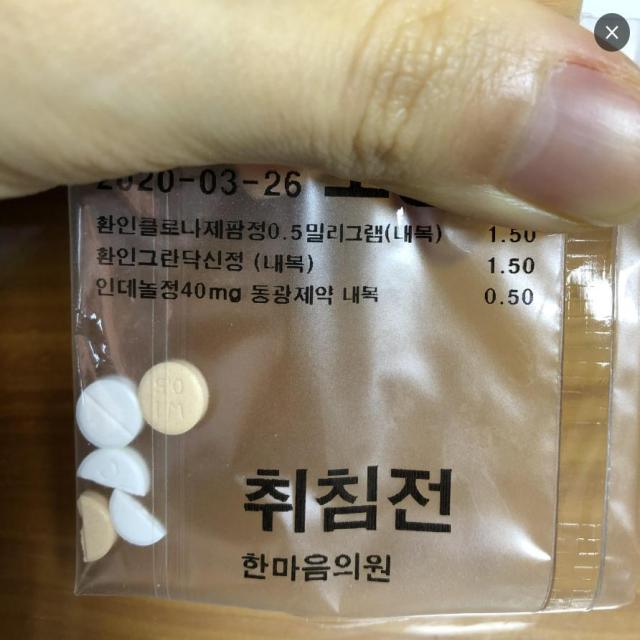 2020-03-26
환인클로나제팜정0.5밀리그램(내복) 1.50
환인그란닥신정 (내복) 1.50
인데놀정40mg 동광제약 내복 0.50
취침전
한마음의원